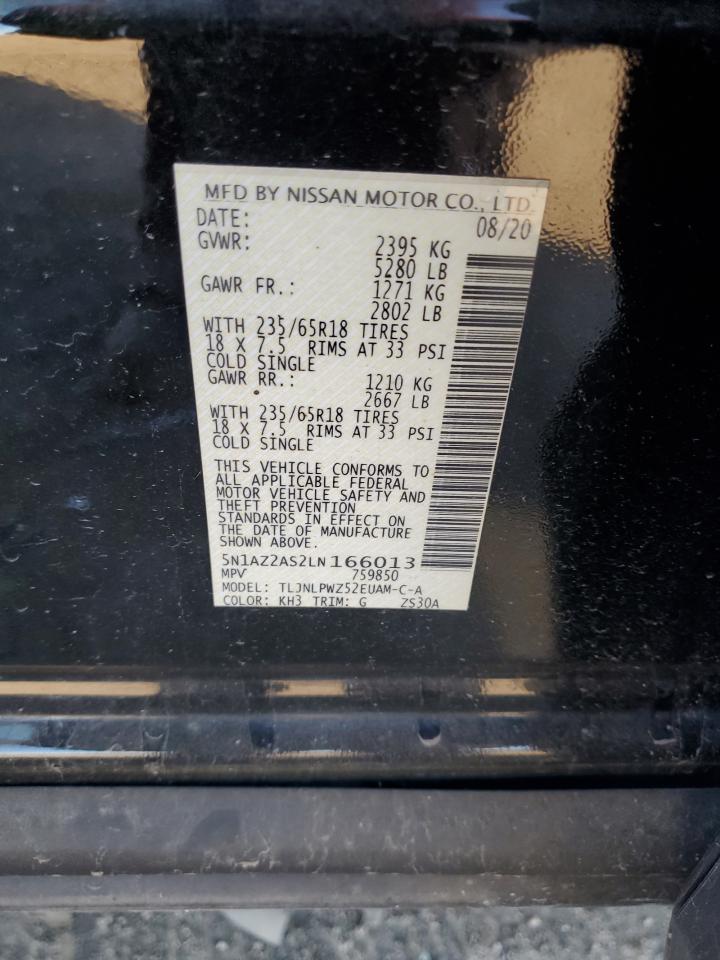 MFD BY NISSAN MOTOR CO., LTD.
DATE: 08/20
GVWR: 2395 KG
5280 LB
GAWR FR.: 1271 KG
2802 LB
WITH 235/65R18 TIRES
18 X 7.5 RIMS AT 33 PSI
COLD SINGLE
GAWR RR.: 1210 KG
2667 LB
WITH 235/65R18 TIRES
18 X 7.5 RIMS AT 33 PSI
COLD SINGLE
THIS VEHICLE CONFORMS TO
ALL APPLICABLE FEDERAL
MOTOR VEHICLE SAFETY AND
THEFT PREVENTION
STANDARDS IN EFFECT ON
THE DATE OF MANUFACTURE
SHOWN ABOVE.
5N1AZ2AS2LN166013
MPV 759850
MODEL: TLJNLPWZ52EUAM-C-A
COLOR: KH3 TRIM: G ZS30A